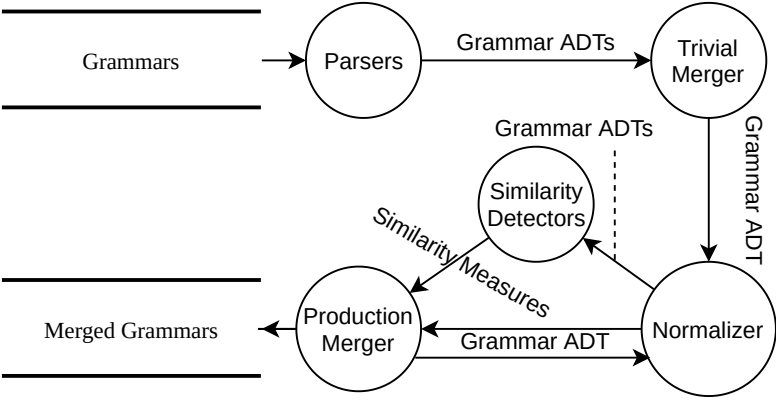 Grammars
Parsers
Grammar ADTs
Trivial
Merger
Grammar ADT
Grammar ADTs
Similarity
Detectors
Similarity Measures
Merged Grammars
Production
Merger
Grammar ADT
Normalizer